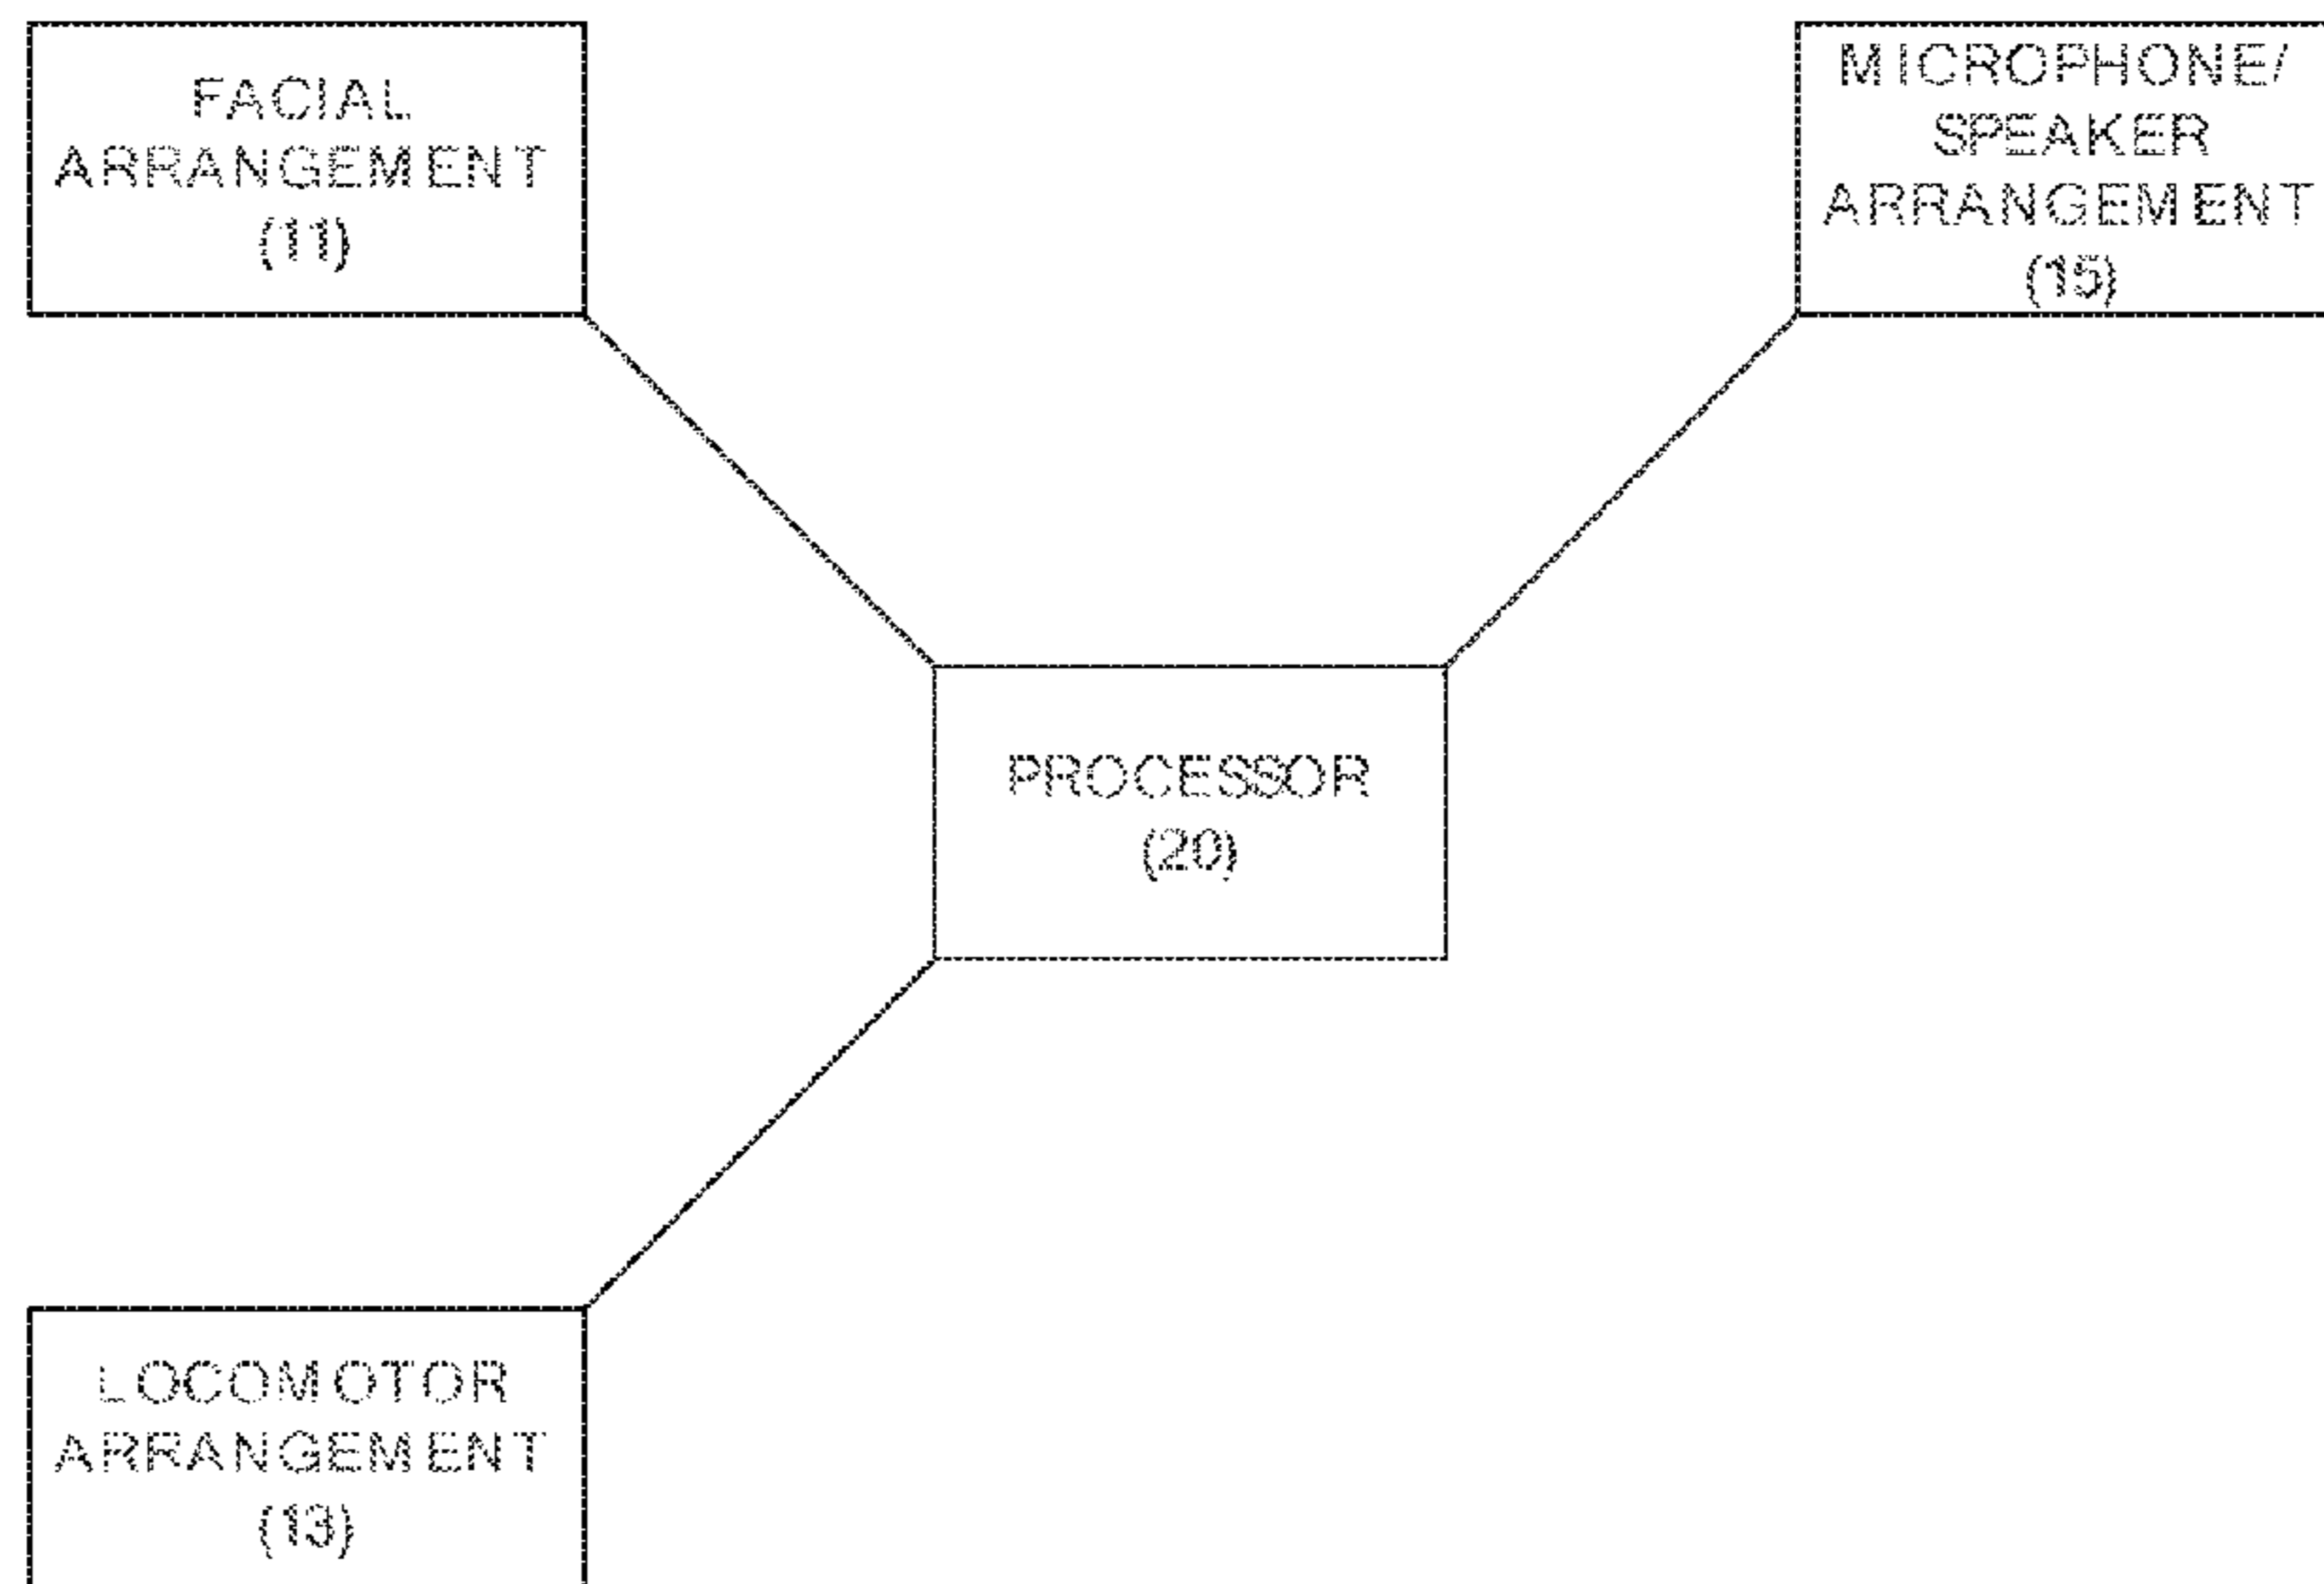 FACIAL
ARRANGEMENT
(11)
MICROPHONE/
SPEAKER
ARRANGEMENT
(15)
PROCESSOR
(20)
LOCOMOTOR
ARRANGEMENT
(13)